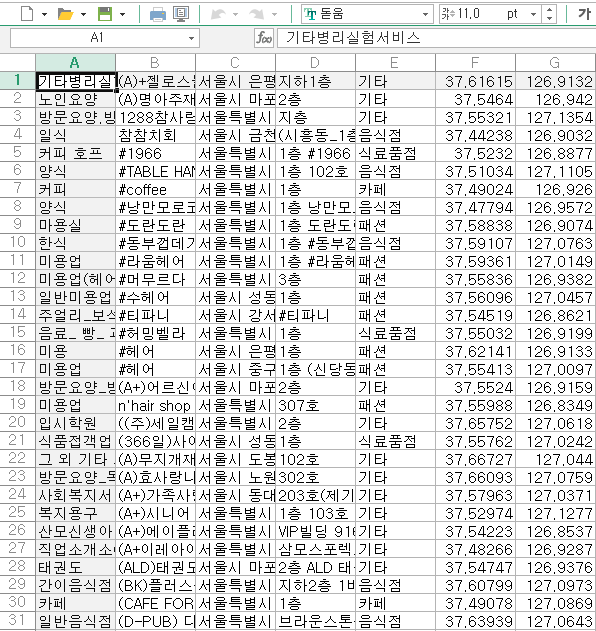 돋움 11.0 pt 가
A1 기타병리실험서비스
A B C D E F G
1 기타병리실 (A)+젤로스 서울시 은평 지하1층 기타 37.61615 126.9132
2 노인요양 (A)명아주재 서울시 마포 2층 기타 37.5464 126.942
3 방문요양,방 1288참사랑 서울특별시 지층 기타 37.55321 127.1354
4 일식 참참치회 서울시 금천 (시흥동_1층 음식점 37.44238 126.9032
5 커피 호프 #1966 서울특별시 1층 #1966 식료품점 37.5232 126.8877
6 양식 #TABLE HAN 서울특별시 1층 102호 음식점 37.51034 127.1105
7 커피 #coffee 서울특별시 1층 카페 37.49024 126.926
8 양식 #낭만모로코 서울특별시 1층 낭만모 음식점 37.47794 126.9572
9 미용실 #도란도란 서울특별시 1층 도란도 패션 37.58838 126.9074
10 한식 #동부껍데기 서울특별시 1층 #동부껍 음식점 37.59107 127.0763
11 미용업 #라움헤어 서울특별시 1층 #라움헤 패션 37.59361 127.0149
12 미용업(헤어 #머무르다 서울특별시 3층 패션 37.55836 126.9382
13 일반미용업 #수헤어 서울시 성동 1층 패션 37.56096 127.0457
14 주얼리_보석 #티파니 서울시 강서 #티파니 패션 37.54519 126.8621
15 음료_ 빵_ #허밍벨라 서울특별시 1층 식료품점 37.55032 126.9199
16 미용 #헤어 서울시 은평 1층 패션 37.62141 126.9133
17 미용업 #헤어 서울시 중구 1층 (신당동 패션 37.55413 127.0097
18 방문요양_방 (A+)어르신 서울시 마포 2층 기타 37.5524 126.9159
19 미용업 n'hair shop 서울특별시 307호 패션 37.55988 126.8349
20 입시학원 ((주)세일캠 서울특별시 2층 기타 37.65752 127.0618
21 식품접객업 (366일)사이 서울시 성동 1층 식료품점 37.55762 127.0242
22 그 외 기타 (A)무지개재 서울시 도봉 102호 기타 37.66727 127.044
23 방문요양_목 (A)효사랑너 서울시 노원 302호 기타 37.66093 127.0759
24 사회복지서 (A+)가족사랑 서울시 동대 203호(제기 기타 37.57963 127.0371
25 복지용구 (A+)시니어 서울특별시 1층 103호 기타 37.52974 127.1277
26 산모신생아 (A+)에이플러 서울특별시 VIP빌딩 916 기타 37.54223 126.8537
27 직업소개소 (A+이레아이 서울특별시 삼모스포렉 기타 37.48266 126.9287
28 태권도 (ALD)태권도 서울시 마포 2층 ALD 태 기타 37.54747 126.9376
29 간이음식점 (BK)플러스 서울특별시 지하2층 1 음식점 37.60799 127.0973
30 카페 (CAFE FOR 서울특별시 1층 카페 37.49078 127.0869
31 일반음식점 (D-PUB) 디 서울특별시 브라운스톤 음식점 37.63939 127.0643